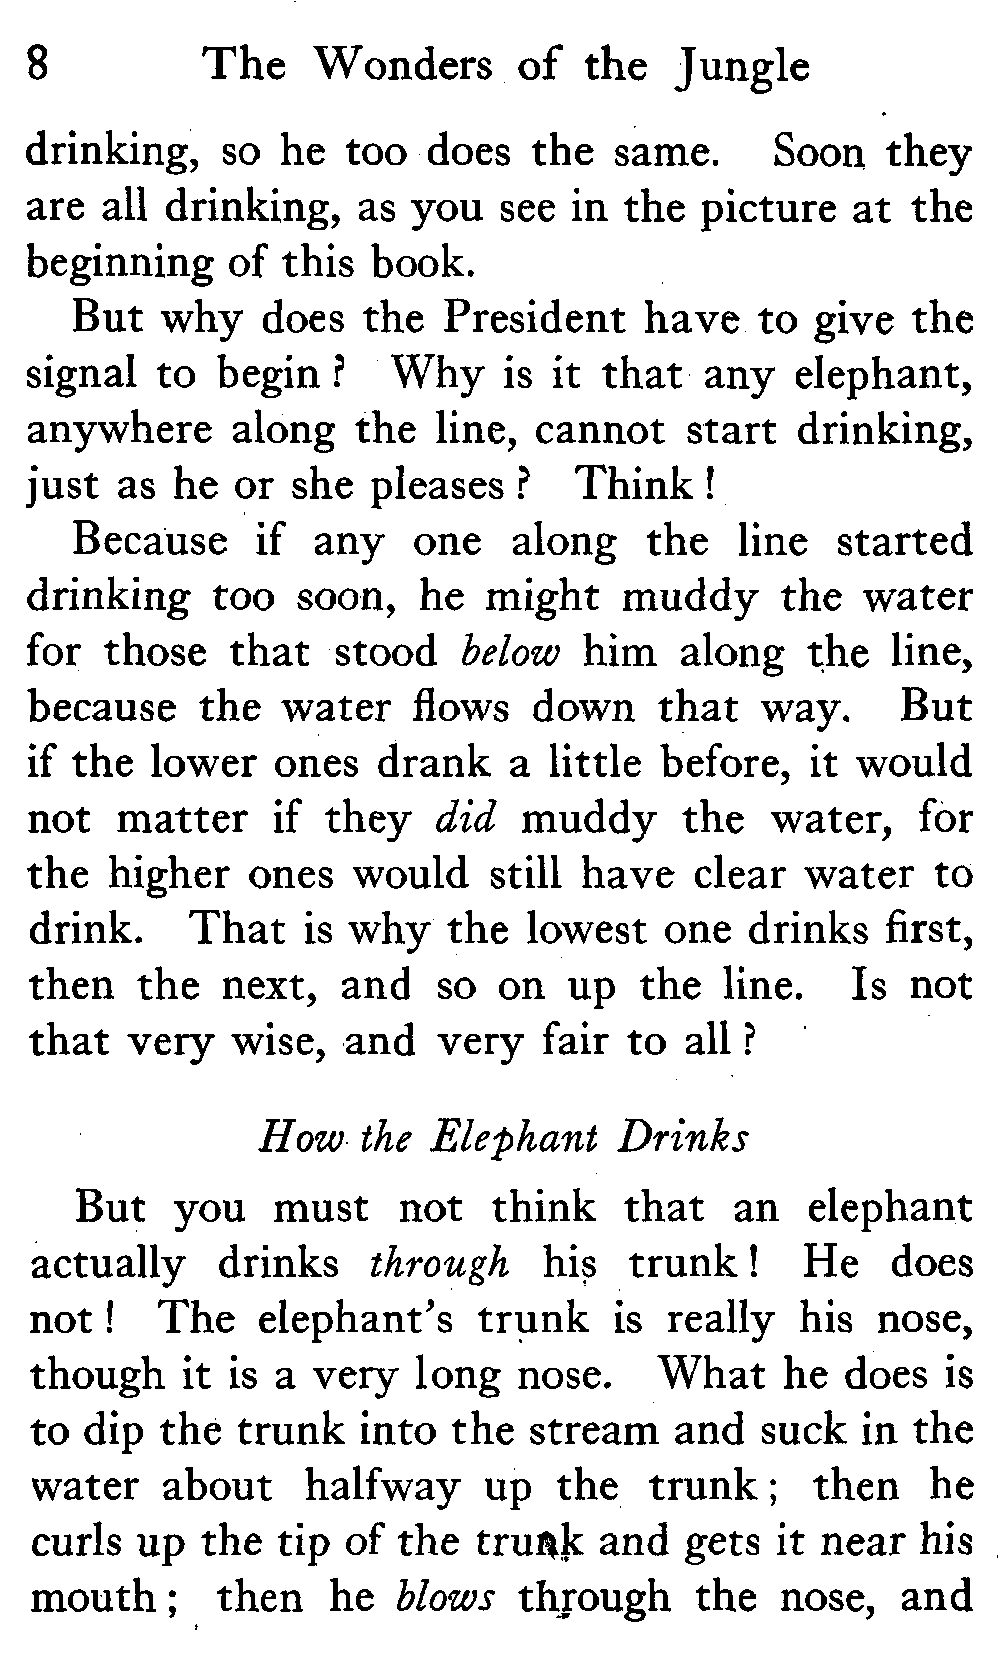 8 The Wonders of the Jungle
drinking, so he too does the same. Soon they
are all drinking, as you see in the picture at the
beginning of this book.
But why does the President have to give the
signal to begin ? Why is it that any elephant,
anywhere along the line, cannot start drinking,
just as he or she pleases ? Think !
Because if any one along the line started
drinking too soon, he might muddy the water
for those that stood below him along the line,
because the water flows down that way. But
if the lower ones drank a little before, it would
not matter if they did muddy the water, for
the higher ones would still have clear water to
drink. That is why the lowest one drinks first,
then the next, and so on up the line. Is not
that very wise, and very fair to all ?
How the Elephant Drinks
But you must not think that an elephant
actually drinks through his trunk ! He does
not ! The elephant's trunk is really his nose,
though it is a very long nose. What he does is
to dip the trunk into the stream and suck in the
water about halfway up the trunk ; then he
curls up the tip of the trunk and gets it near his
mouth ; then he blows through the nose, and